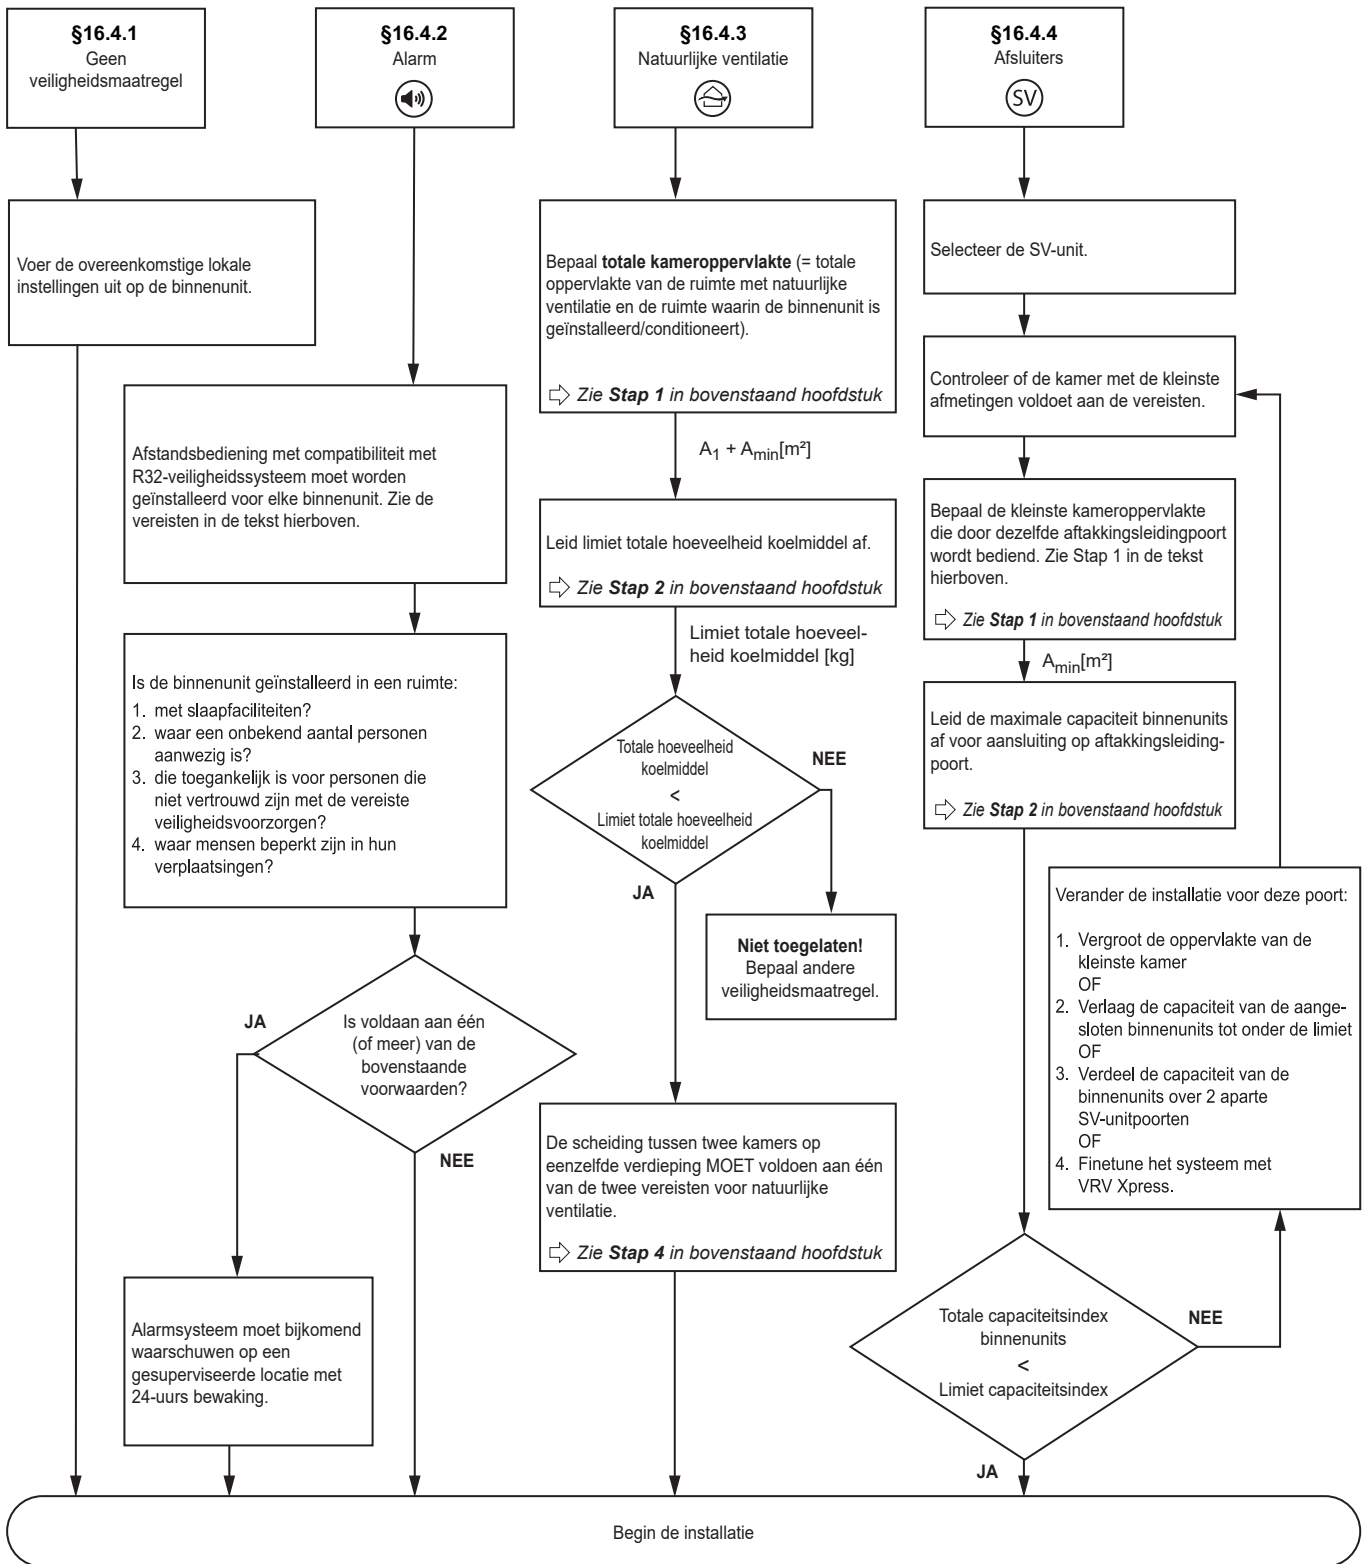 §16.4.1
Geen
veiligheidsmaatregel
§16.4.2
Alarm
§16.4.3
Natuurlijke ventilatie
§16.4.4
Afsluiters
SV
Voer de overeenkomstige lokale
instellingen uit op de binnenunit.
Afstandsbediening met compatibiliteit met
R32-veiligheidssysteem moet worden
geïnstalleerd voor elke binnenunit. Zie de
vereisten in de tekst hierboven.
Is de binnenunit geïnstalleerd in een ruimte:
1. met slaapfaciliteiten?
2. waar een onbekend aantal personen
aanwezig is?
3. die toegankelijk is voor personen die
niet vertrouwd zijn met de vereiste
veiligheidsvoorzorgen?
4. waar mensen beperkt zijn in hun
verplaatsingen?
JA
Is voldaan aan één
(of meer) van de
bovenstaande
voorwaarden?
NEE
Alarmsysteem moet bijkomend
waarschuwen op een
gesuperviseerde locatie met
24-uurs bewaking.
Bepaal totale kameroppervlakte (= totale
oppervlakte van de ruimte met natuurlijke
ventilatie en de ruimte waarin de binnenunit is
geïnstalleerd/conditioneert).
Zie Stap 1 in bovenstaand hoofdstuk
A1 + Amin[m²]
Leid limiet totale hoeveelheid koelmiddel af.
Zie Stap 2 in bovenstaand hoofdstuk
Limiet totale hoeveel-
heid koelmiddel [kg]
Totale hoeveelheid
koelmiddel
<
Limiet totale hoeveelheid
koelmiddel
NEE
JA
Niet toegelaten!
Bepaal andere
veiligheidsmaatregel.
De scheiding tussen twee kamers op
eenzelfde verdieping MOET voldoen aan één
van de twee vereisten voor natuurlijke
ventilatie.
Zie Stap 4 in bovenstaand hoofdstuk
Selecteer de SV-unit.
Controleer of de kamer met de kleinste
afmetingen voldoet aan de vereisten.
Bepaal de kleinste kameroppervlakte
die door dezelfde aftakkingsleidingpoort
wordt bediend. Zie Stap 1 in de tekst
hierboven.
Zie Stap 1 in bovenstaand hoofdstuk
Amin[m²]
Leid de maximale capaciteit binnenunits
af voor aansluiting op aftakkingsleiding-
poort.
Zie Stap 2 in bovenstaand hoofdstuk
Verander de installatie voor deze poort:
1. Vergroot de oppervlakte van de
kleinste kamer
OF
2. Verlaag de capaciteit van de aange-
sloten binnenunits tot onder de limiet
OF
3. Verdeel de capaciteit van de
binnenunits over 2 aparte
SV-unitpoorten
OF
4. Finetune het systeem met
VRV Xpress.
Totale capaciteitsindex
binnenunits
<
Limiet capaciteitsindex
NEE
JA
Begin de installatie